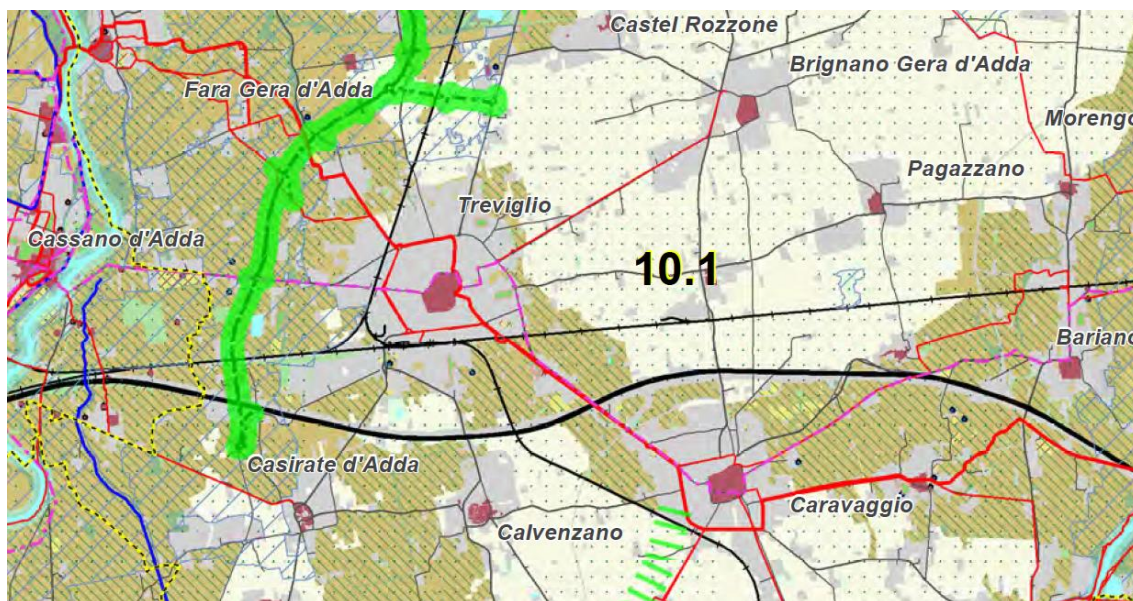 Castel Rozzone
Brignano Gera d'Adda
Fara Gera d'Adda
Morengo
Pagazzano
Treviglio
Cassano d'Adda
10.1
Bariano
Casirate d'Adda
Caravaggio
Calvenzano